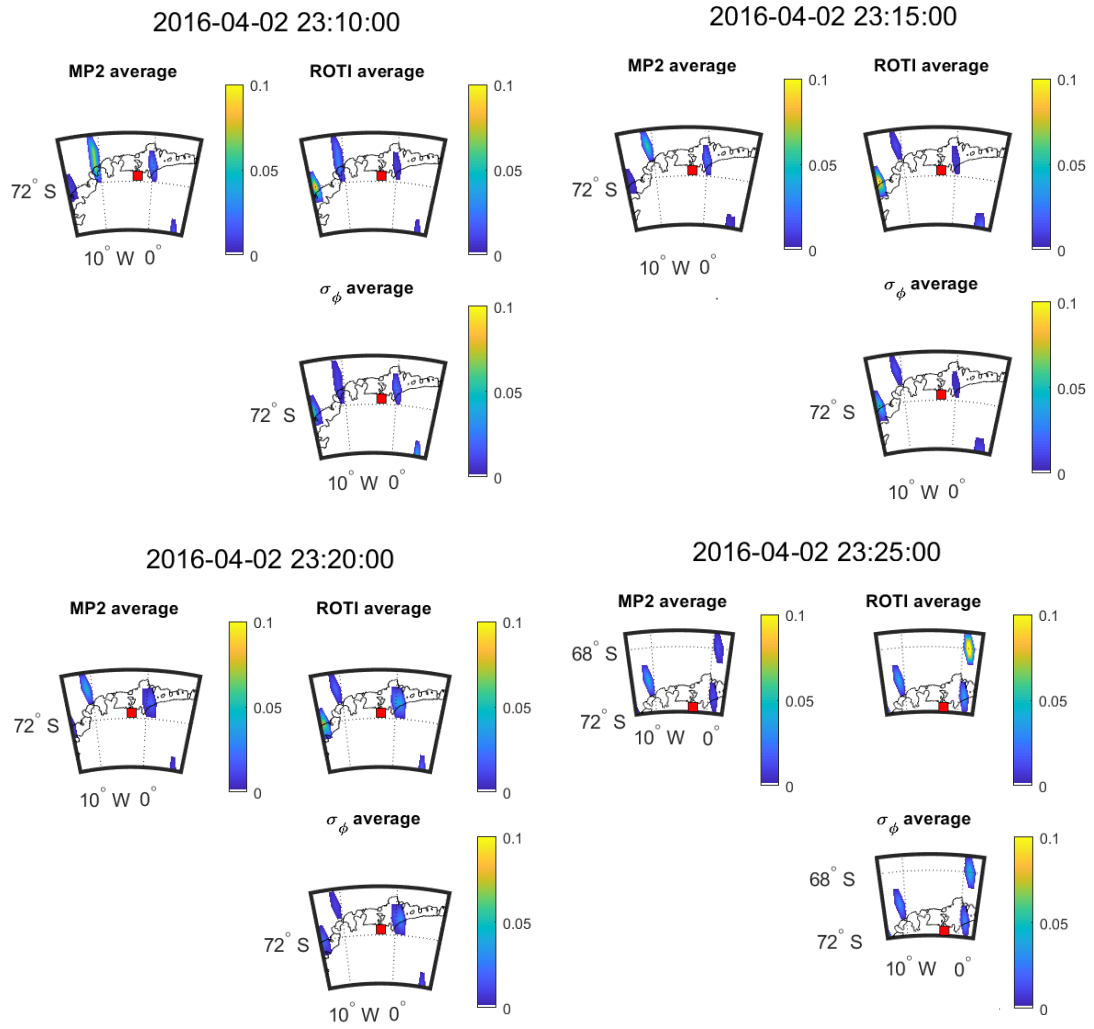 2016-04-02 23:10:00
MP2 average
ROTI average
0.1
0.05
0
0.1
0.05
0
72° S
10° W 0°
σϕ average
0.1
0.05
0
72° S
10° W 0°
2016-04-02 23:15:00
MP2 average
ROTI average
0.1
0.05
0
0.1
0.05
0
72° S
10° W 0°
σϕ average
0.1
0.05
0
72° S
10° W 0°
2016-04-02 23:20:00
MP2 average
ROTI average
0.1
0.05
0
0.1
0.05
0
72° S
10° W 0°
σϕ average
0.1
0.05
0
72° S
10° W 0°
2016-04-02 23:25:00
MP2 average
ROTI average
0.1
0.05
0
0.1
0.05
0
68° S
72° S
10° W 0°
σϕ average
0.1
0.05
0
68° S
72° S
10° W 0°